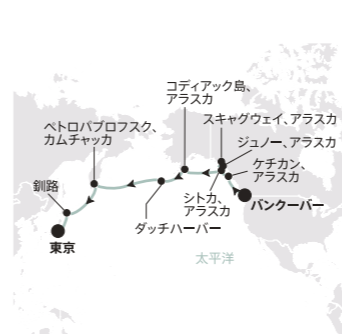 コディアック島、
アラスカ
スキャグウェイ、アラスカ
ペトロパブロフスク、
カムチャッカ
ジュノー、アラスカ
ケチカン、
アラスカ
釧路
シトカ、
アラスカ
バンクーバー
ダッチハーバー
東京
太平洋